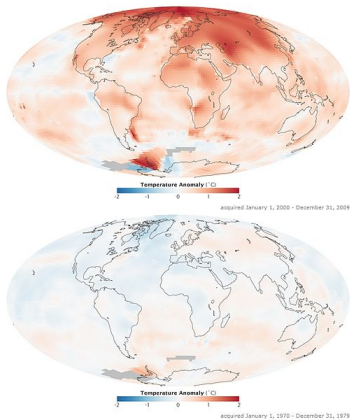 Temperature Anomaly (°C)
-2 -1 0 1 2
acquired January 1, 2000 - December 31, 2009
Temperature Anomaly (°C)
-2 -1 0 1 2
acquired January 1, 1970 - December 31, 1979